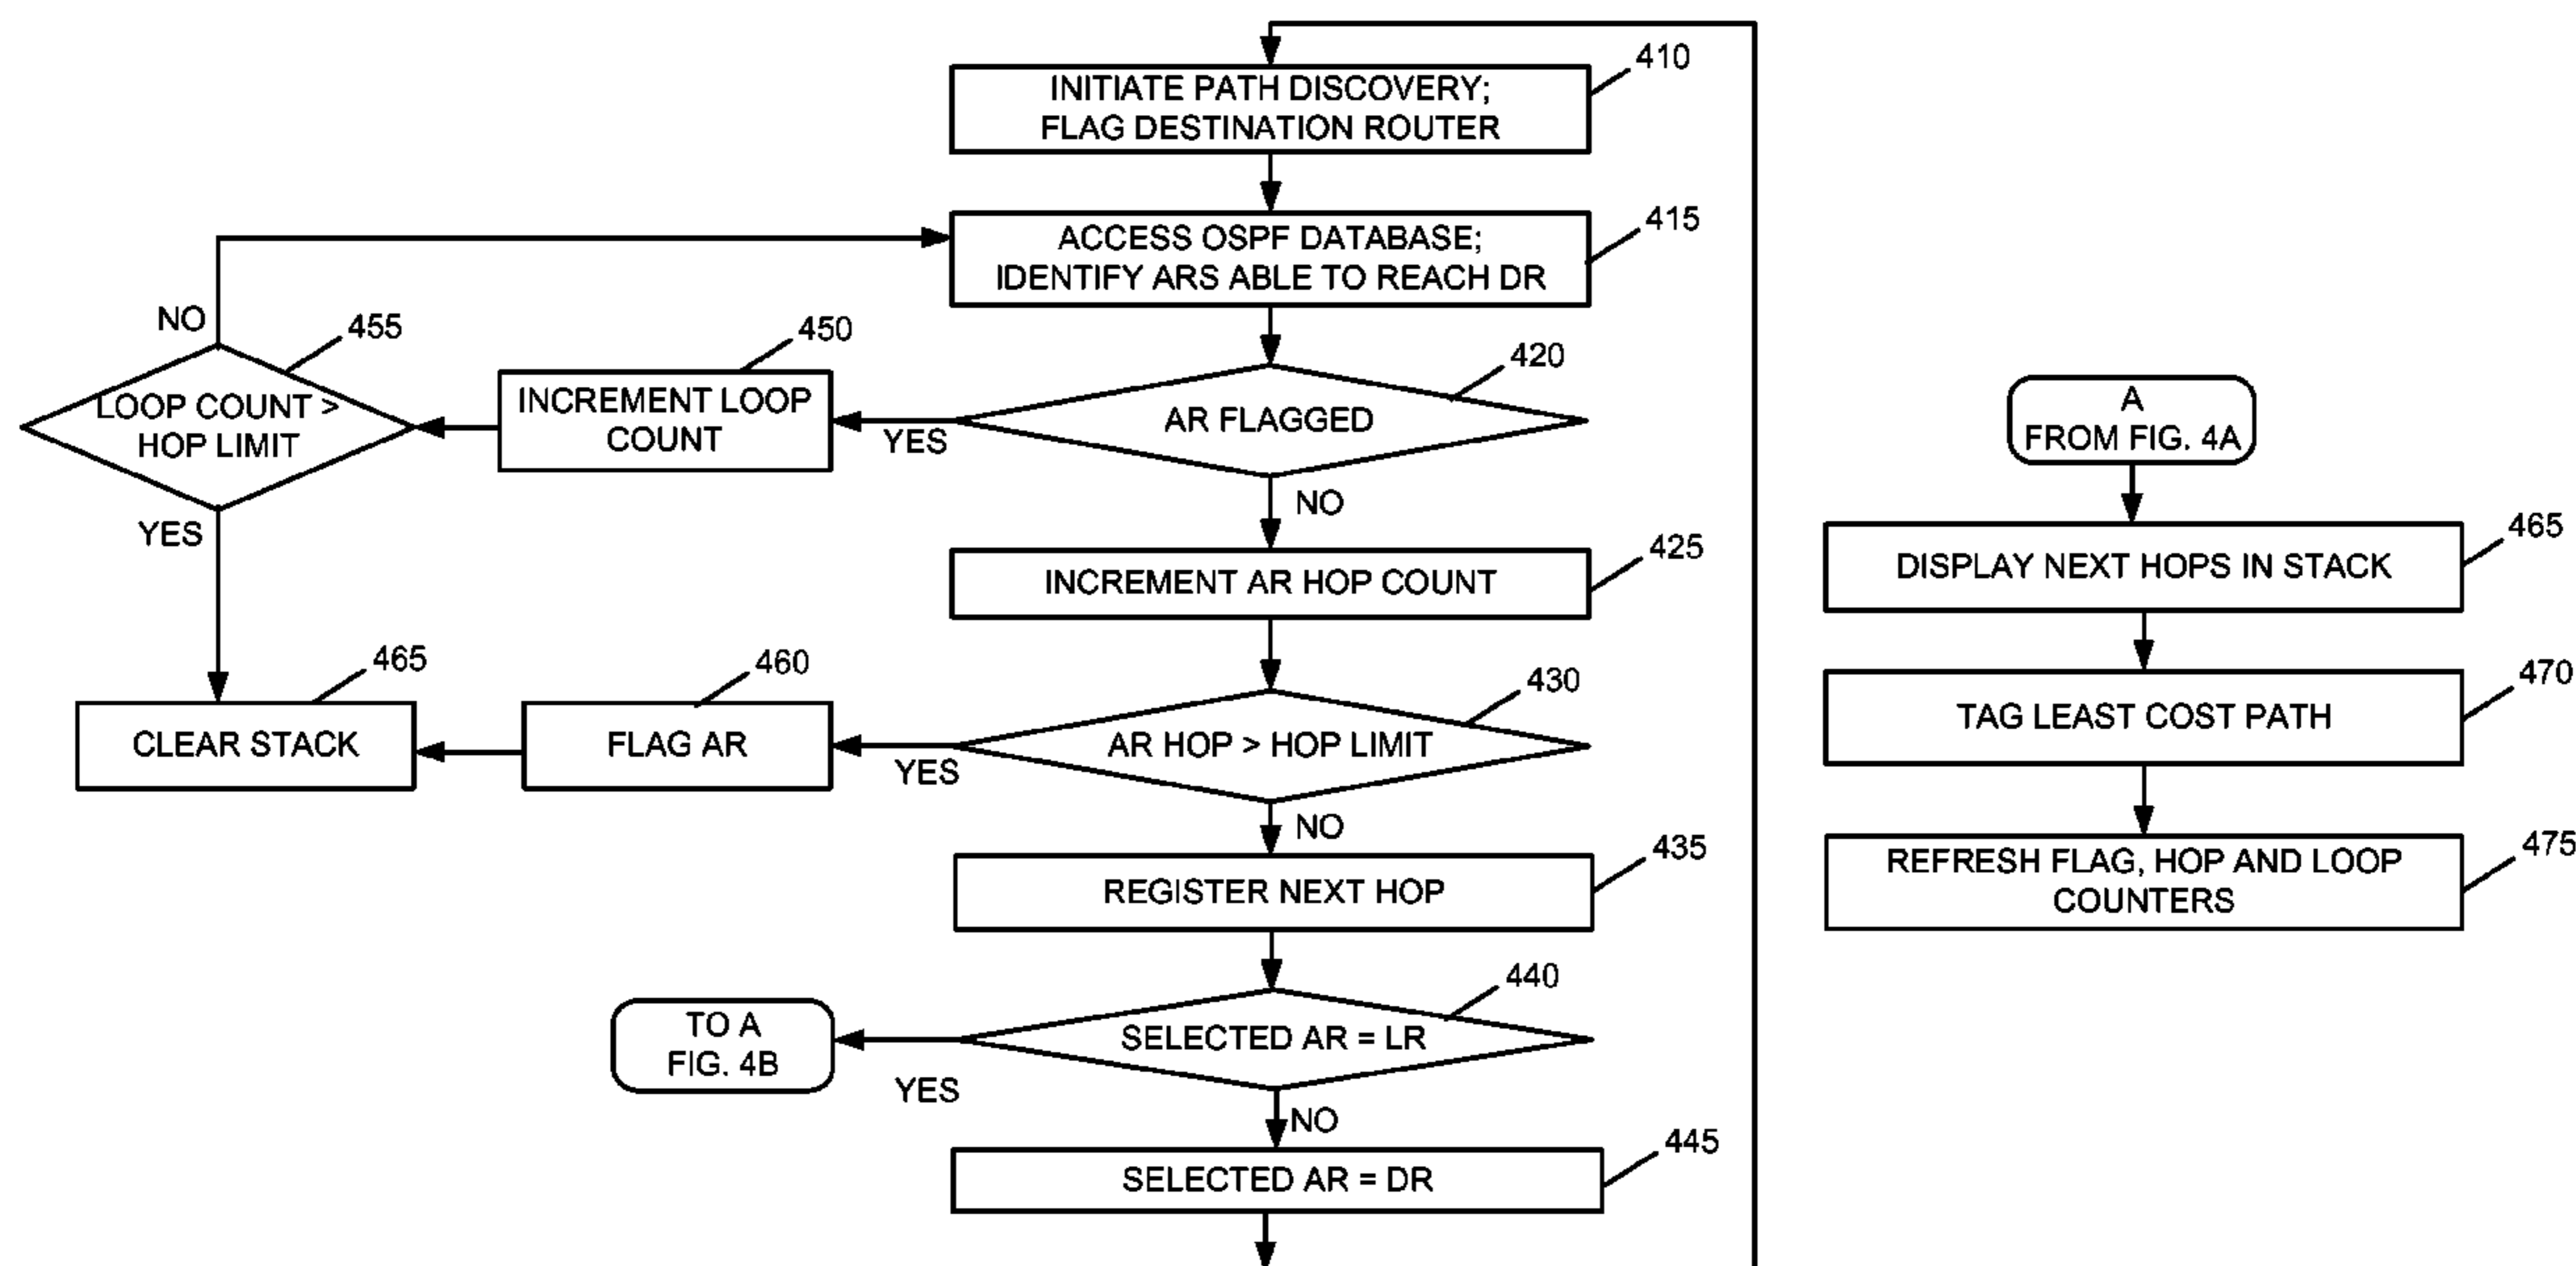 410
INITIATE PATH DISCOVERY;
FLAG DESTINATION ROUTER
415
ACCESS OSPF DATABASE;
IDENTIFY ARS ABLE TO REACH DR
NO
455
LOOP COUNT >
HOP LIMIT
YES
450
INCREMENT LOOP
COUNT
YES
420
AR FLAGGED
NO
425
INCREMENT AR HOP COUNT
465
CLEAR STACK
460
FLAG AR
YES
430
AR HOP > HOP LIMIT
NO
435
REGISTER NEXT HOP
440
SELECTED AR = LR
TO A
FIG. 4B
YES
NO
445
SELECTED AR = DR
A
FROM FIG. 4A
465
DISPLAY NEXT HOPS IN STACK
470
TAG LEAST COST PATH
475
REFRESH FLAG, HOP AND LOOP
COUNTERS